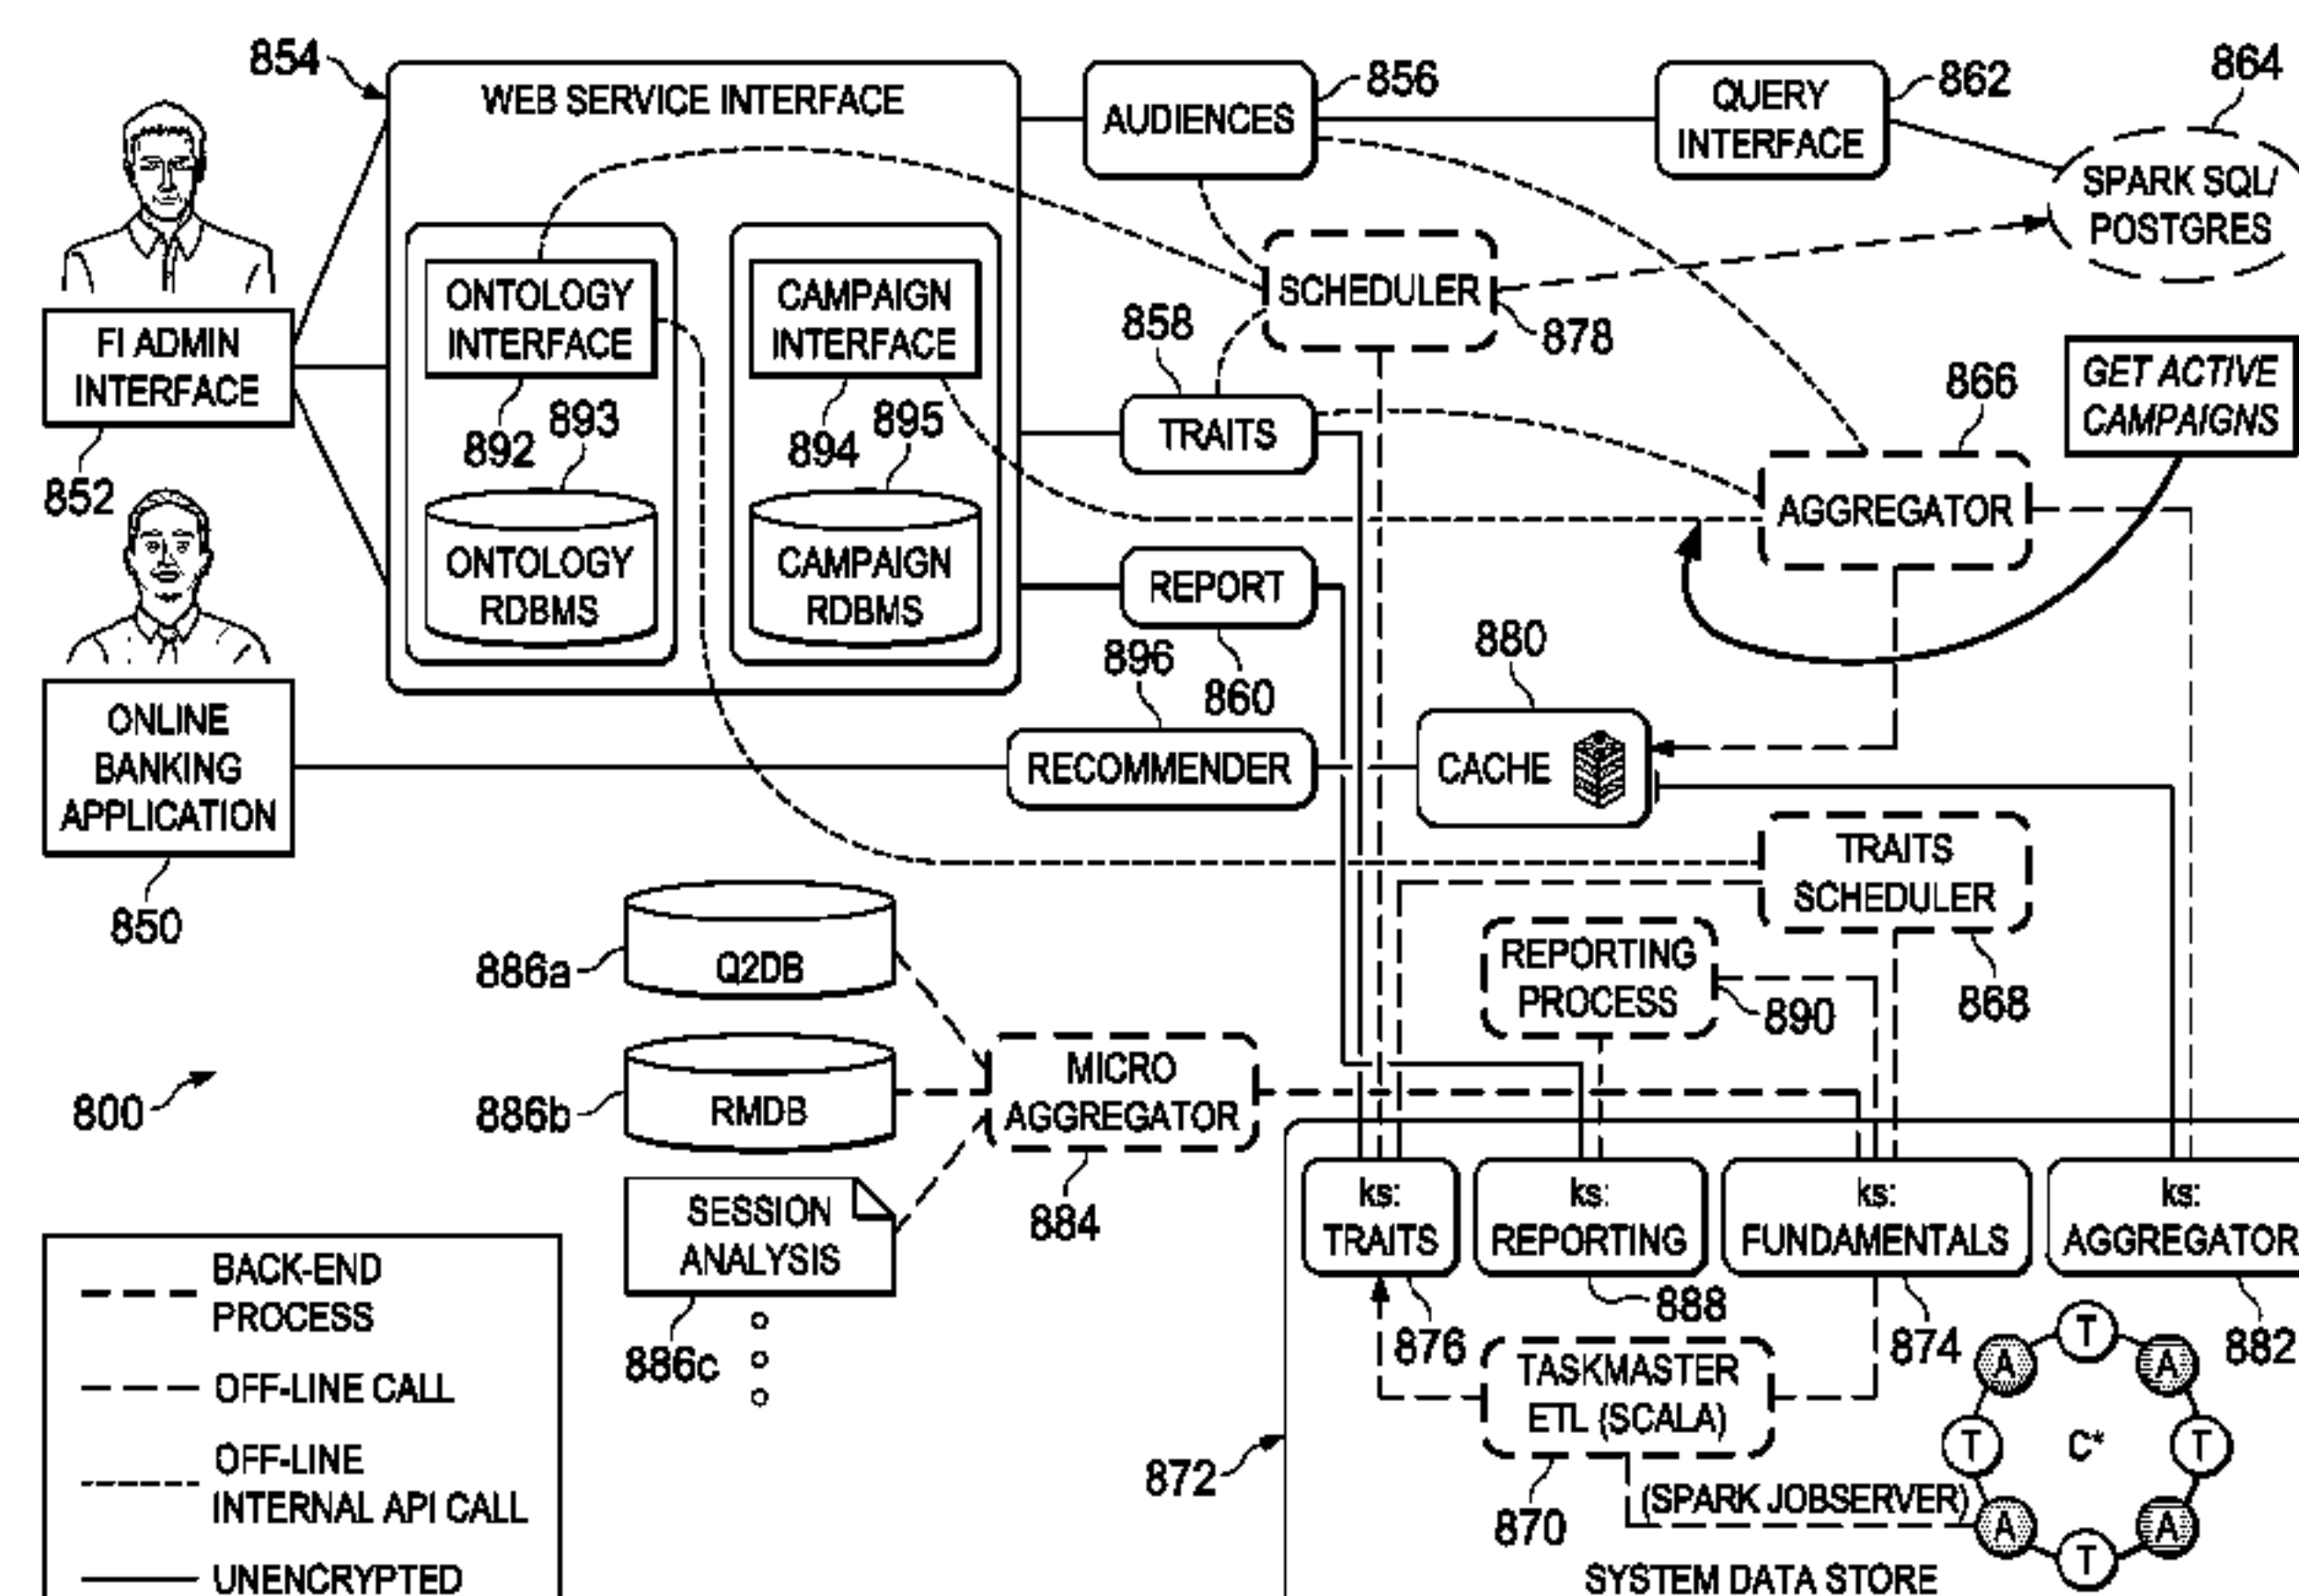 854
WEB SERVICE INTERFACE
AUDIENCES
856
QUERY
INTERFACE
862
864
SPARK SQL/
POSTGRES
FI ADMIN
INTERFACE
852
ONTOLOGY
INTERFACE
892
893
ONTOLOGY
RDBMS
CAMPAIGN
INTERFACE
894
895
CAMPAIGN
RDBMS
SCHEDULER
878
858
TRAITS
866
AGGREGATOR
GET ACTIVE
CAMPAIGNS
REPORT
860
896
RECOMMENDER
880
CACHE
ONLINE
BANKING
APPLICATION
850
TRAITS
SCHEDULER
868
REPORTING
PROCESS
890
886a
Q2DB
886b
RMDB
SESSION
ANALYSIS
886c
MICRO
AGGREGATOR
884
800
ks:
TRAITS
876
ks:
REPORTING
888
ks:
FUNDAMENTALS
874
ks:
AGGREGATOR
882
TASKMASTER
ETL (SCALA)
870
(SPARK JOBSERVER)
872
T
A
T
A
T
A
T
A
C*
SYSTEM DATA STORE
BACK-END
PROCESS
OFF-LINE CALL
OFF-LINE
INTERNAL API CALL
UNENCRYPTED